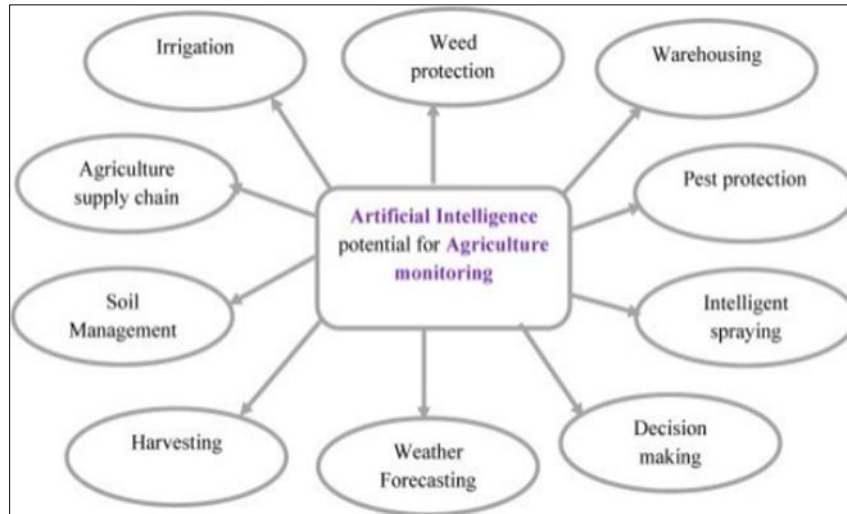 Irrigation
Weed
protection
Warehousing
Agriculture
supply chain
Artificial Intelligence
potential for Agriculture
monitoring
Pest protection
Soil
Management
Intelligent
spraying
Harvesting
Weather
Forecasting
Decision
making